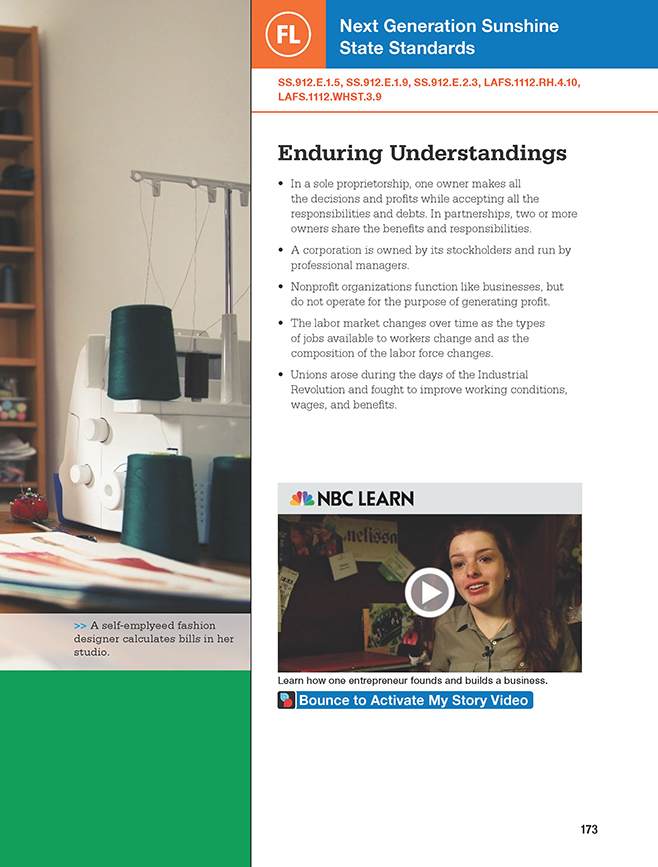 FL
Next Generation Sunshine
State Standards
SS.912.E.1.5, SS.912.E.1.9, SS.912.E.2.3, LAFS.1112.RH.4.10,
LAFS.1112.WHST.3.9
Enduring Understandings
• In a sole proprietorship, one owner makes all
the decisions and profits while accepting all the
responsibilities and debts. In partnerships, two or more
owners share the benefits and responsibilities.
• A corporation is owned by its stockholders and run by
professional managers.
• Nonprofit organizations function like businesses, but
do not operate for the purpose of generating profit.
• The labor market changes over time as the types
of jobs available to workers change and as the
composition of the labor force changes.
• Unions arose during the days of the Industrial
Revolution and fought to improve working conditions,
wages, and benefits.
NBC LEARN
Melissa
Learn how one entrepreneur founds and builds a business.
Bounce to Activate My Story Video
>> A self-emplyeed fashion
designer calculates bills in her
studio.
173